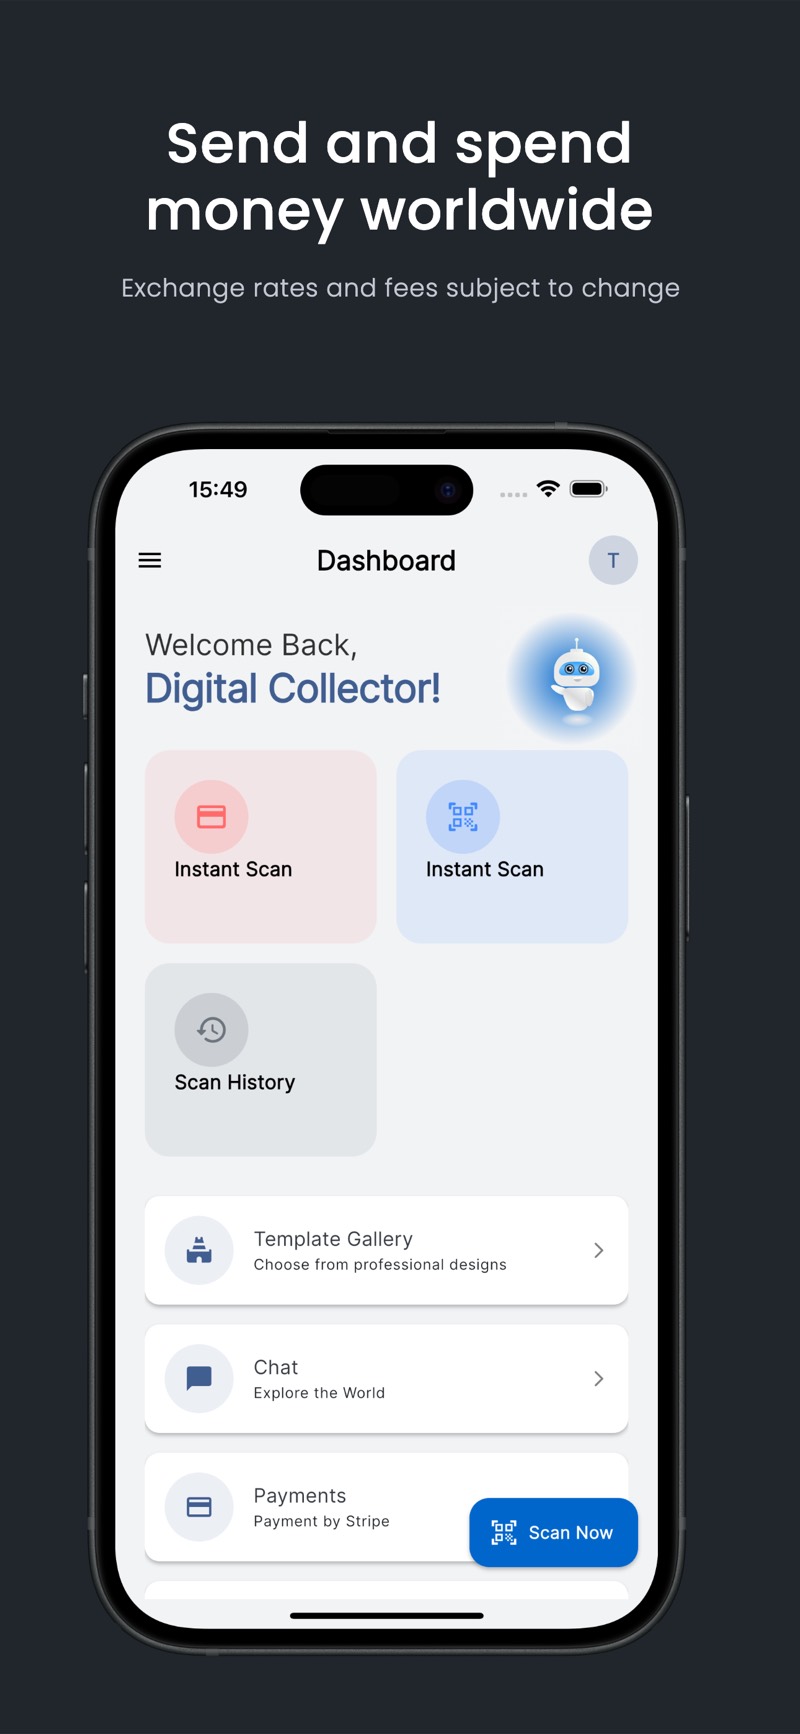 Send and spend
money worldwide
Exchange rates and fees subject to change
15:49
Dashboard
T
Welcome Back,
Digital Collector!
Instant Scan
Instant Scan
Scan History
Template Gallery
Choose from professional designs
Chat
Explore the World
Payments
Payment by Stripe
Scan Now